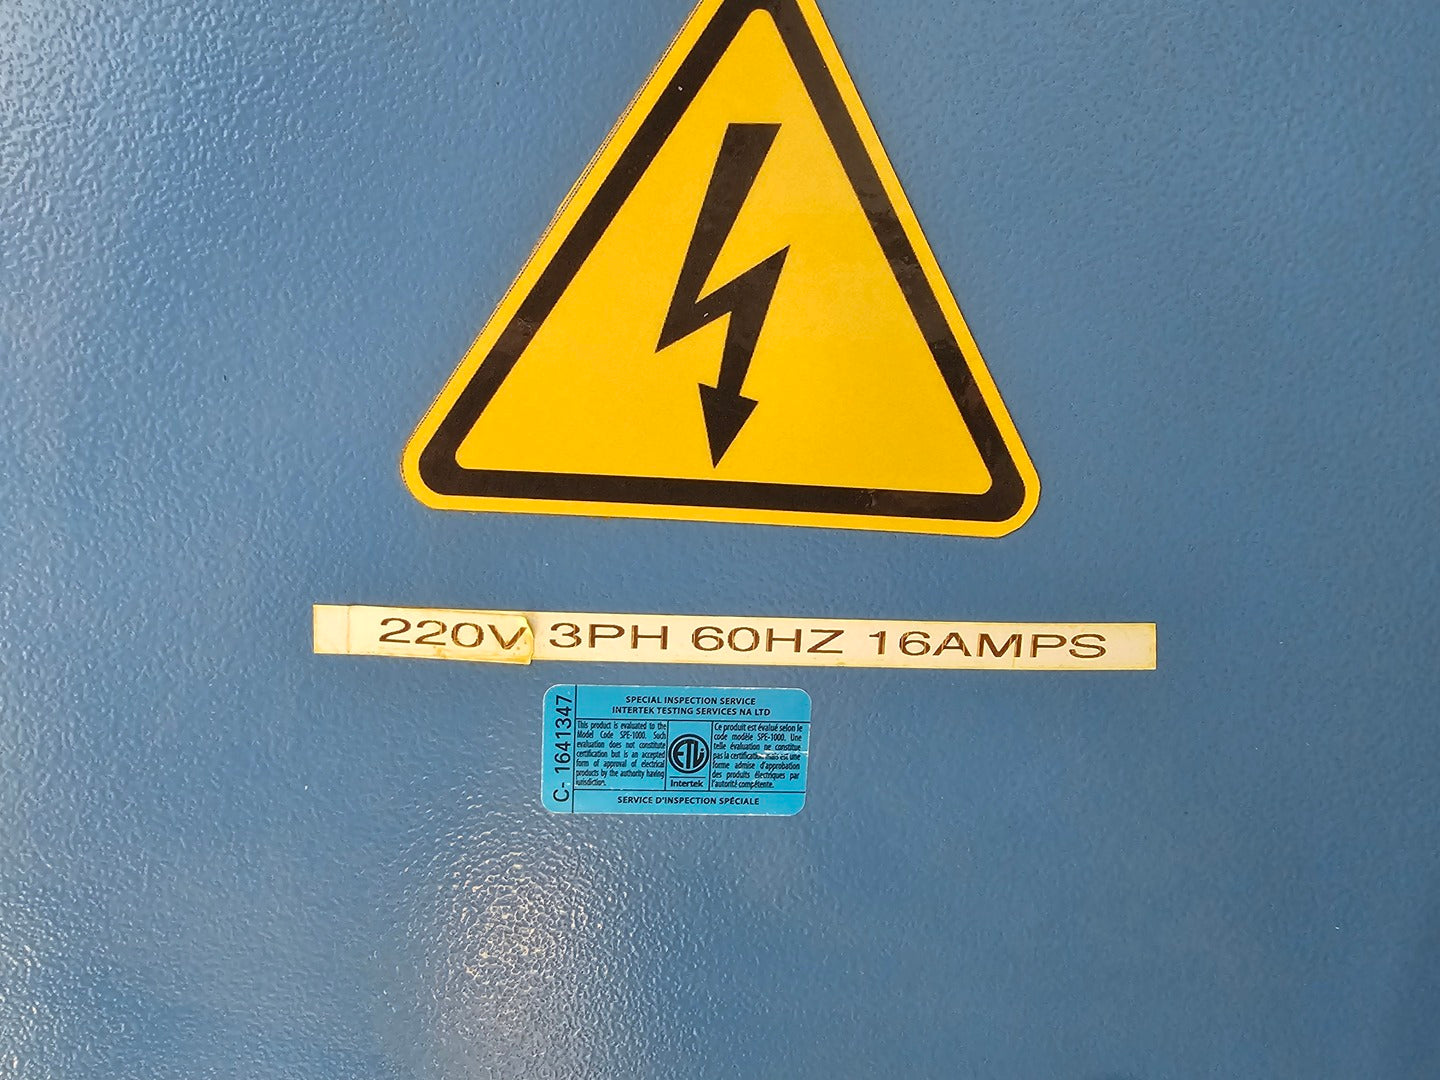 220V 3PH 60HZ 16AMPS
C- 1641347
SPECIAL INSPECTION SERVICE
INTERTEK TESTING SERVICES NA LTD
This product is evaluated to the
Model Code SPE-1000. Such
evaluation does not constitute
certification but is an accepted
form of approval of electrical
products by the authority having
jurisdiction.
ETL
Intertek
Ce produit est évalué selon le
code modèle SPE-1000. Une
telle évaluation ne constitue
pas la certification mais est une
forme admise d'approbation
des produits électriques par
l'autorité compétente.
SERVICE D'INSPECTION SPÉCIALE